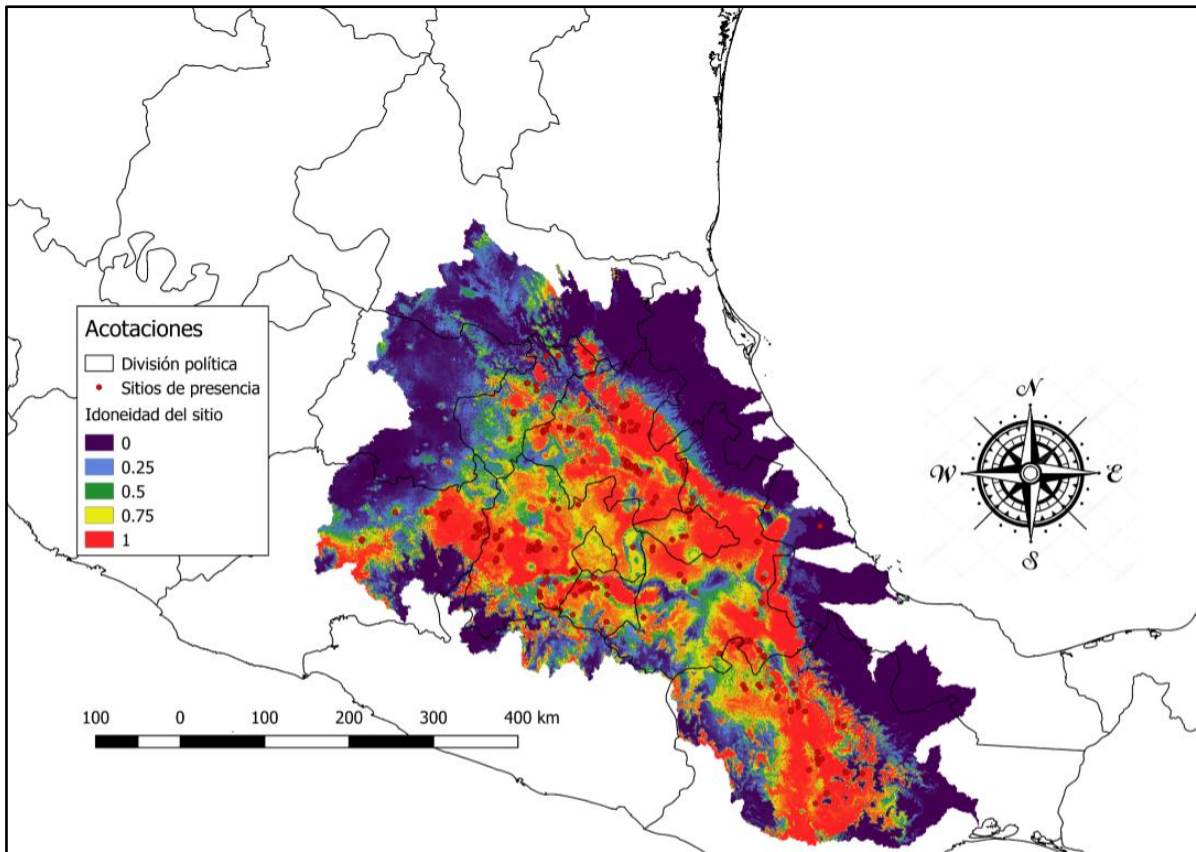 Acotaciones
División política
Sitios de presencia
Idoneidad del sitio
0
0.25
0.5
0.75
1
N
W
E
S
100 0 100 200 300 400 km